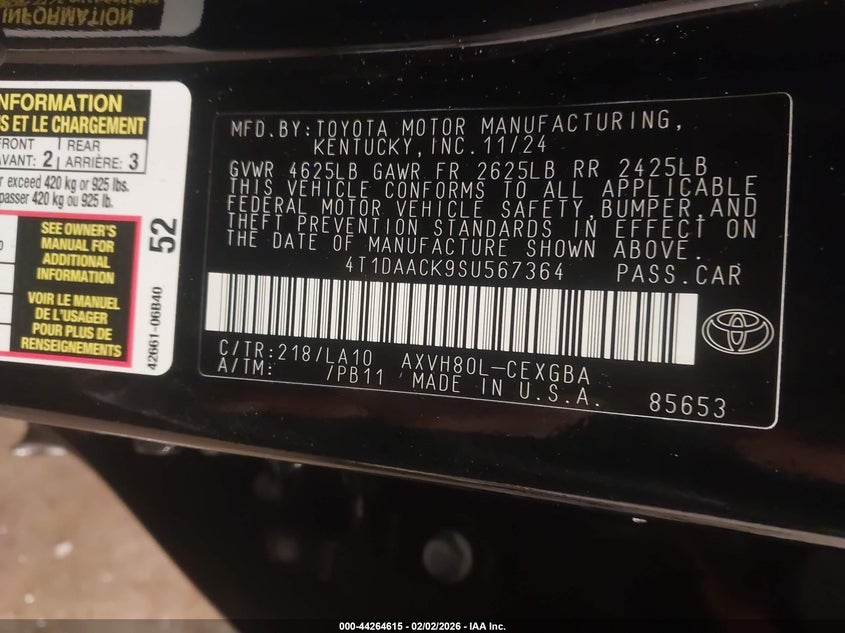 INFORMATION
NFORMATION
US ET LE CHARGEMENT
FRONT REAR
AVANT: 2 ARRIÈRE: 3
exceed 420 kg or 925 lbs.
passer 420 kg ou 925 lb.
SEE OWNER'S
MANUAL FOR
ADDITIONAL
INFORMATION
VOIR LE MANUEL
DE L'USAGER
POUR PLUS DE
RENSEIGNEMENTS
52
42661-06B40
MFD.BY:TOYOTA MOTOR MANUFACTURING,
KENTUCKY,INC.11/24
GVWR 4625LB GAWR FR 2625LB RR 2425LB
THIS VEHICLE CONFORMS TO ALL APPLICABLE
FEDERAL MOTOR VEHICLE SAFETY,BUMPER,AND
THEFT PREVENTION STANDARDS IN EFFECT ON
THE DATE OF MANUFACTURE SHOWN ABOVE.
4T1DAACK9SU567364 PASS.CAR
C/TR:218/LA10 AXVH80L-CEXGBA
A/TM: /PB11 MADE IN U.S.A.
85653
000-44264615 - 02/02/2026 - IAA Inc.